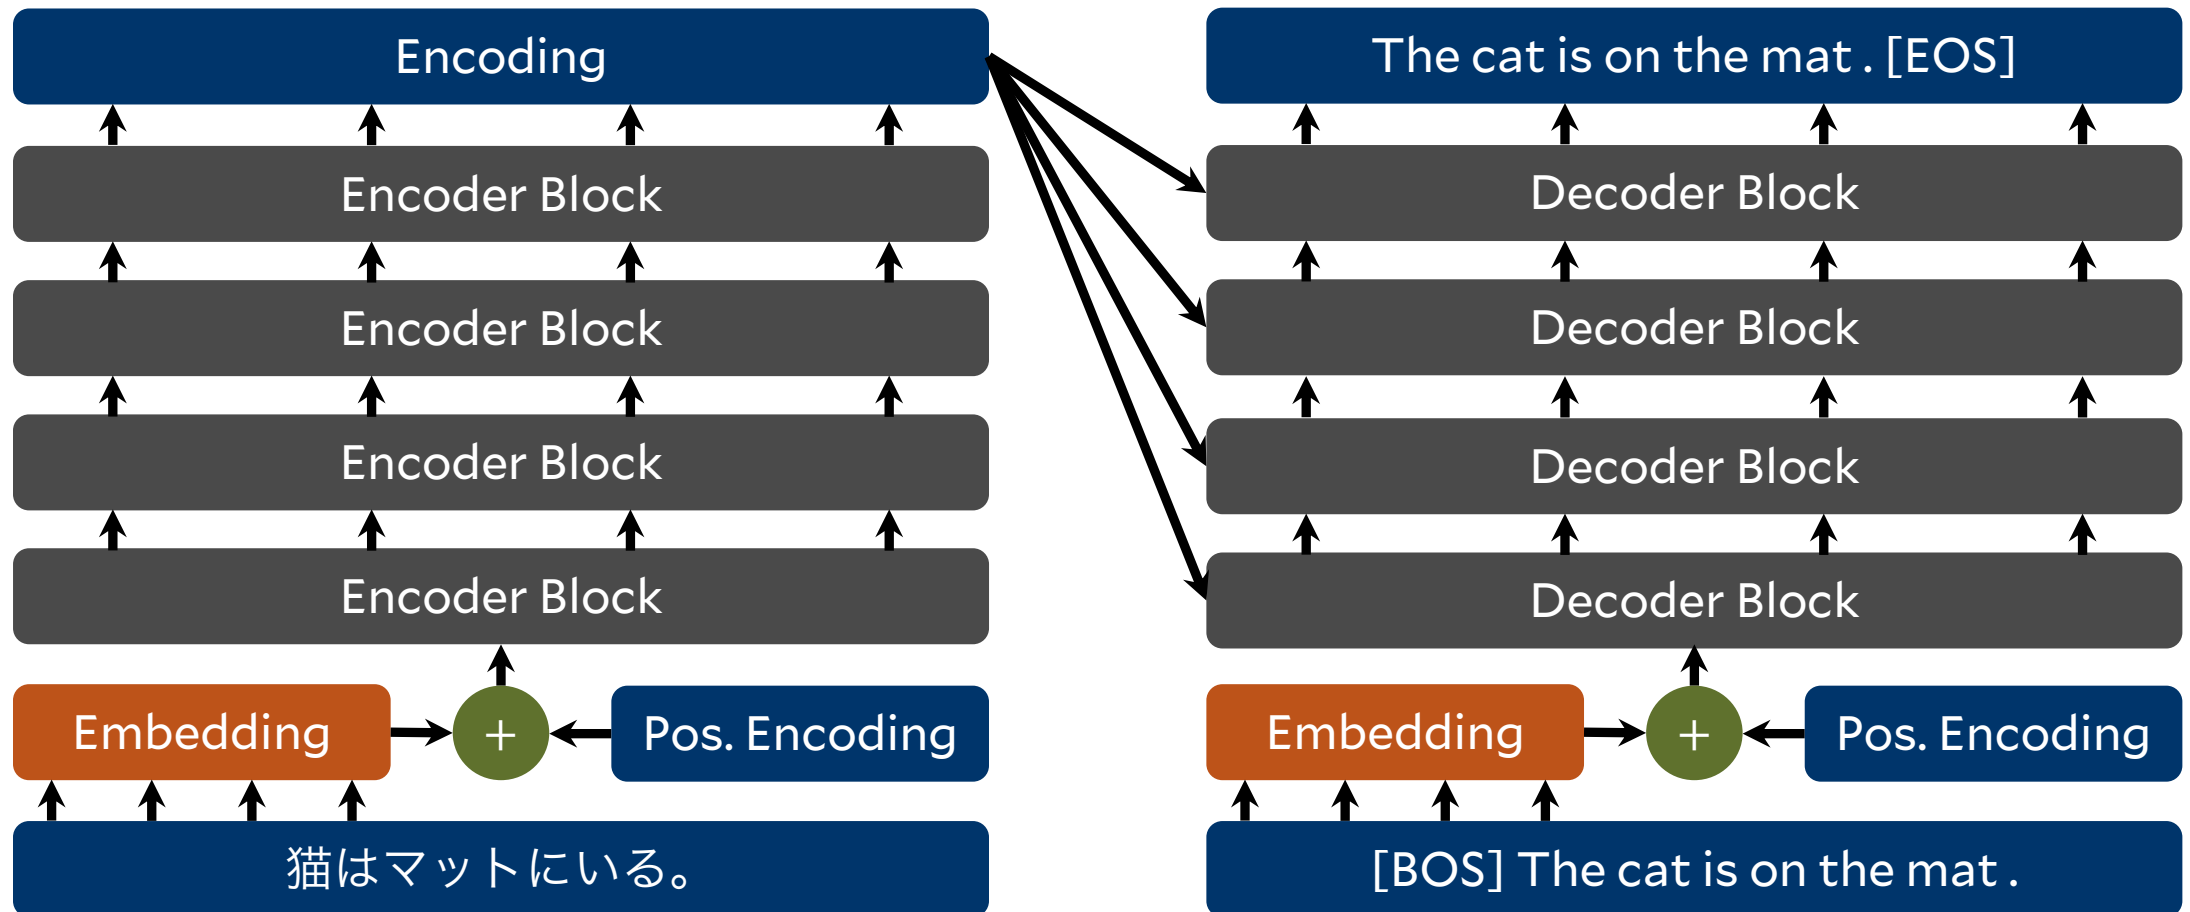 Encoding
Encoder Block
Encoder Block
Encoder Block
Encoder Block
Embedding
+
Pos. Encoding
猫はマットにいる。
The cat is on the mat . [EOS]
Decoder Block
Decoder Block
Decoder Block
Decoder Block
Embedding
+
Pos. Encoding
[BOS] The cat is on the mat .